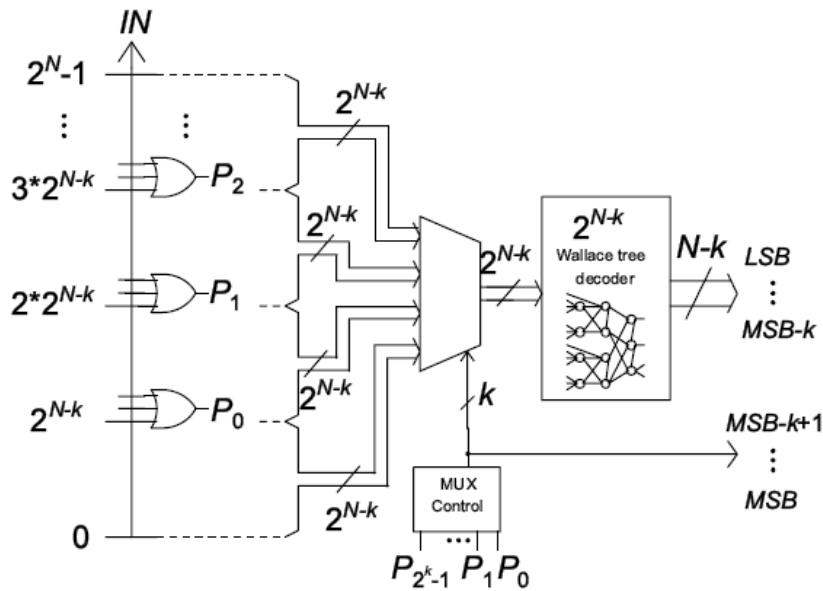 IN
2^N-1
3*2^{N-k}
P_2
2*2^{N-k}
P_1
2^{N-k}
P_0
0
2^{N-k}
2^{N-k}
2^{N-k}
2^{N-k}
2^{N-k}
k
MUX
Control
P_{2^k-1} ••• P_1 P_0
2^{N-k}
Wallace tree
decoder
N-k
LSB
MSB-k
MSB-k+1
MSB